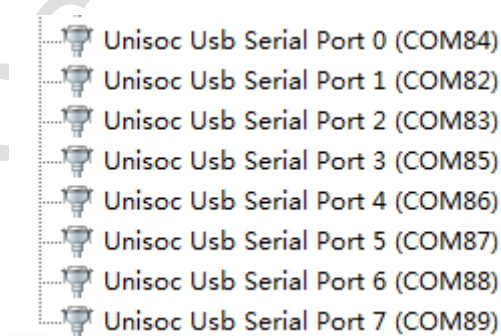 Unisoc Usb Serial Port 0 (COM84)
Unisoc Usb Serial Port 1 (COM82)
Unisoc Usb Serial Port 2 (COM83)
Unisoc Usb Serial Port 3 (COM85)
Unisoc Usb Serial Port 4 (COM86)
Unisoc Usb Serial Port 5 (COM87)
Unisoc Usb Serial Port 6 (COM88)
Unisoc Usb Serial Port 7 (COM89)